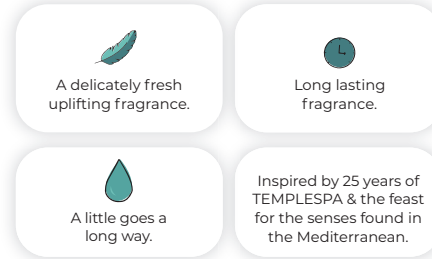 A delicately fresh
uplifting fragrance.
Long lasting
fragrance.
A little goes a
long way.
Inspired by 25 years of
TEMPLESPA & the feast
for the senses found in
the Mediterranean.